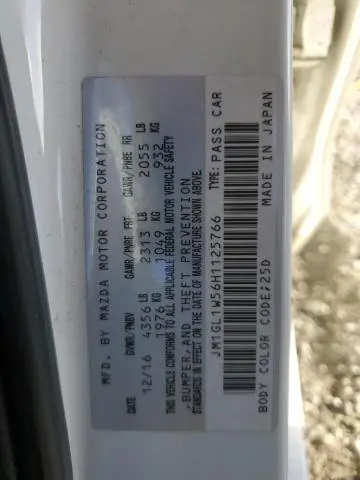 MFD. BY MAZDA MOTOR CORPORATION
DATE GVWR/PNBV GAWR/PNBE FRT GAWR/PNBE RR
12/16 4356 LB 2313 LB 2055 LB
1976 KG 1049 KG 932 KG
THIS VEHICLE CONFORMS TO ALL APPLICABLE FEDERAL MOTOR VEHICLE SAFETY
*BUMPER, AND THEFT PREVENTION
STANDARDS IN EFFECT ON THE DATE OF MANUFACTURE SHOWN ABOVE.
JM1GL1W56H1125766 TYPE: PASS CAR
BODY COLOR CODE: 25D MADE IN JAPAN